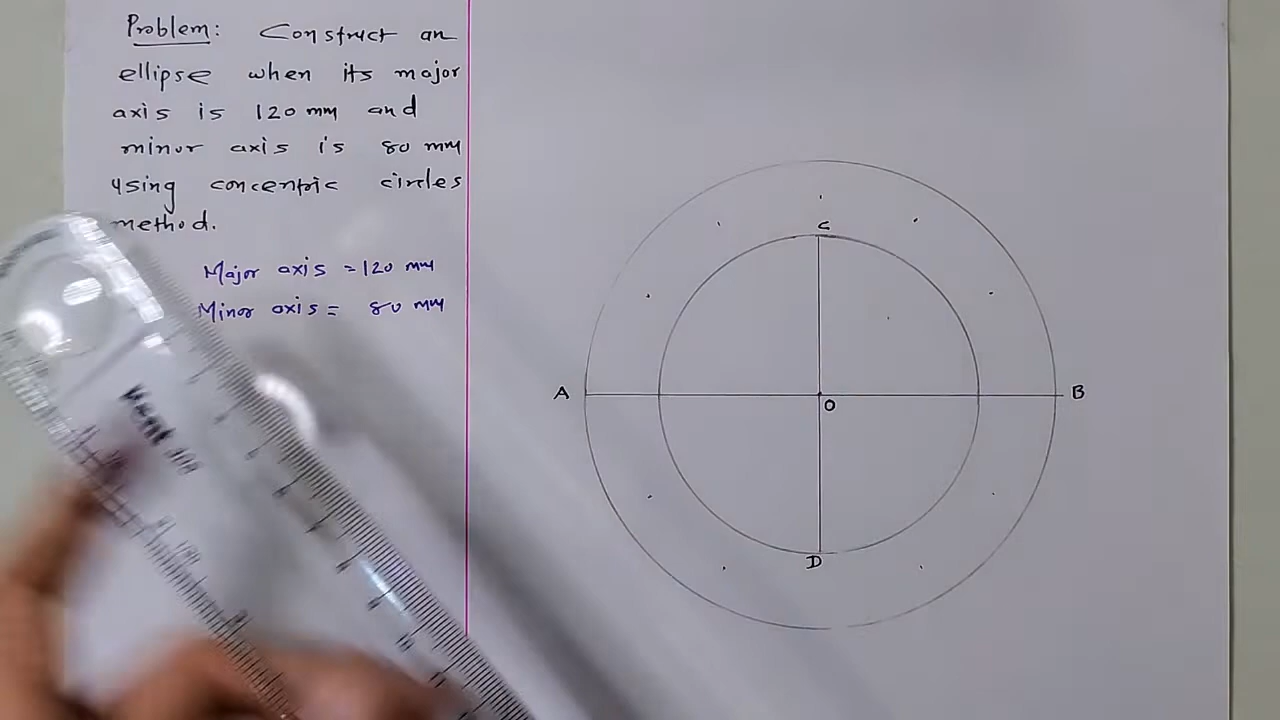 Problem: Construct an
ellipse when its major
axis is 120 mm and
minor axis is 80 mm
using concentric circles
method.
Major axis = 120 mm
Minor axis = 80 mm
C
A
B
O
D